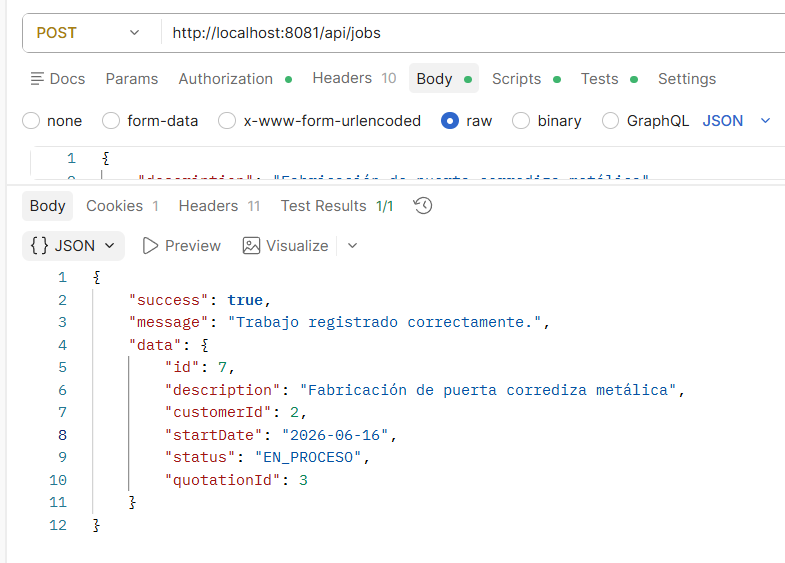 POST http://localhost:8081/api/jobs
Docs Params Authorization Headers 10 Body Scripts Tests Settings
none form-data x-www-form-urlencoded raw binary GraphQL JSON
1 {
"description": "Fabricación de puerta corrediza metálica"
Body Cookies 1 Headers 11 Test Results 1/1
{} JSON Preview Visualize
1 {
2 "success": true,
3 "message": "Trabajo registrado correctamente.",
4 "data": {
5 "id": 7,
6 "description": "Fabricación de puerta corrediza metálica",
7 "customerId": 2,
8 "startDate": "2026-06-16",
9 "status": "EN_PROCESO",
10 "quotationId": 3
11 }
12 }